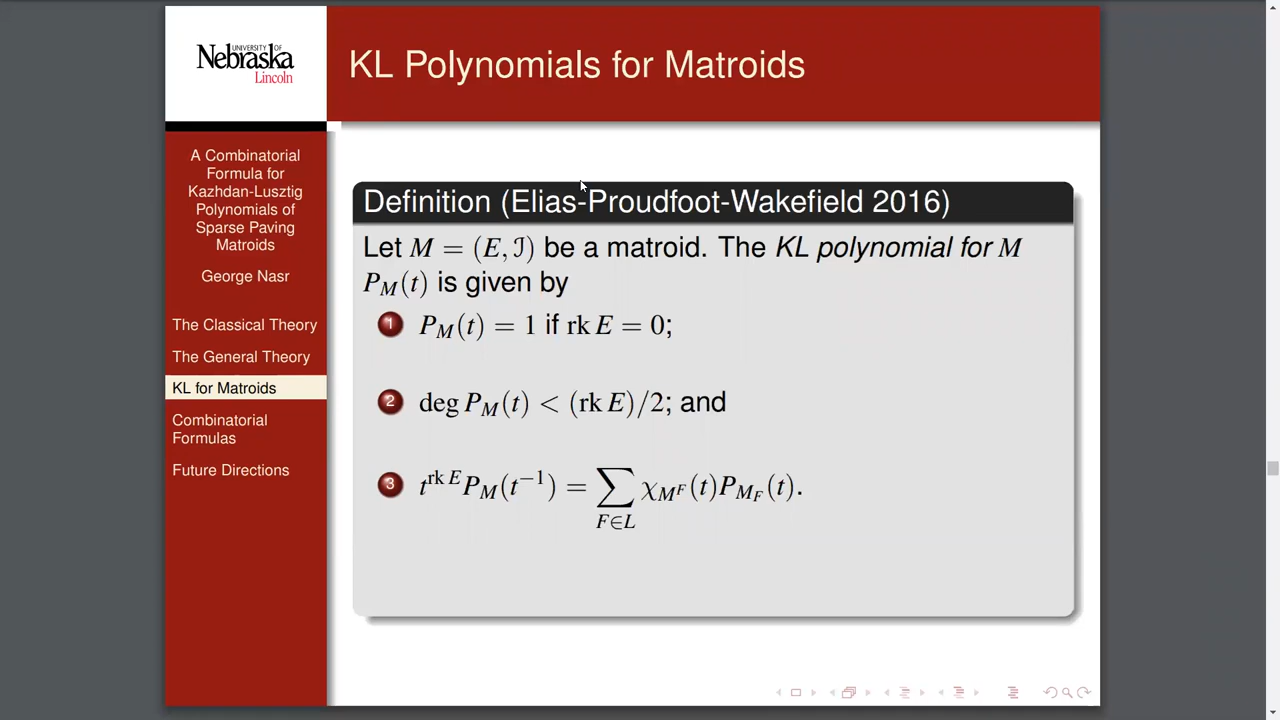 UNIVERSITY OF
Nebraska
Lincoln
KL Polynomials for Matroids
A Combinatorial
Formula for
Kazhdan-Lusztig
Polynomials of
Sparse Paving
Matroids
George Nasr
The Classical Theory
The General Theory
KL for Matroids
Combinatorial
Formulas
Future Directions
Definition (Elias-Proudfoot-Wakefield 2016)
Let M = (E, ℐ) be a matroid. The KL polynomial for M
P_M(t) is given by
1 P_M(t) = 1 if rk E = 0;
2 deg P_M(t) < (rk E)/2; and
3 t^{rk E} P_M(t^{-1}) = ∑_{F∈L} χ_{M^F}(t) P_{M_F}(t).